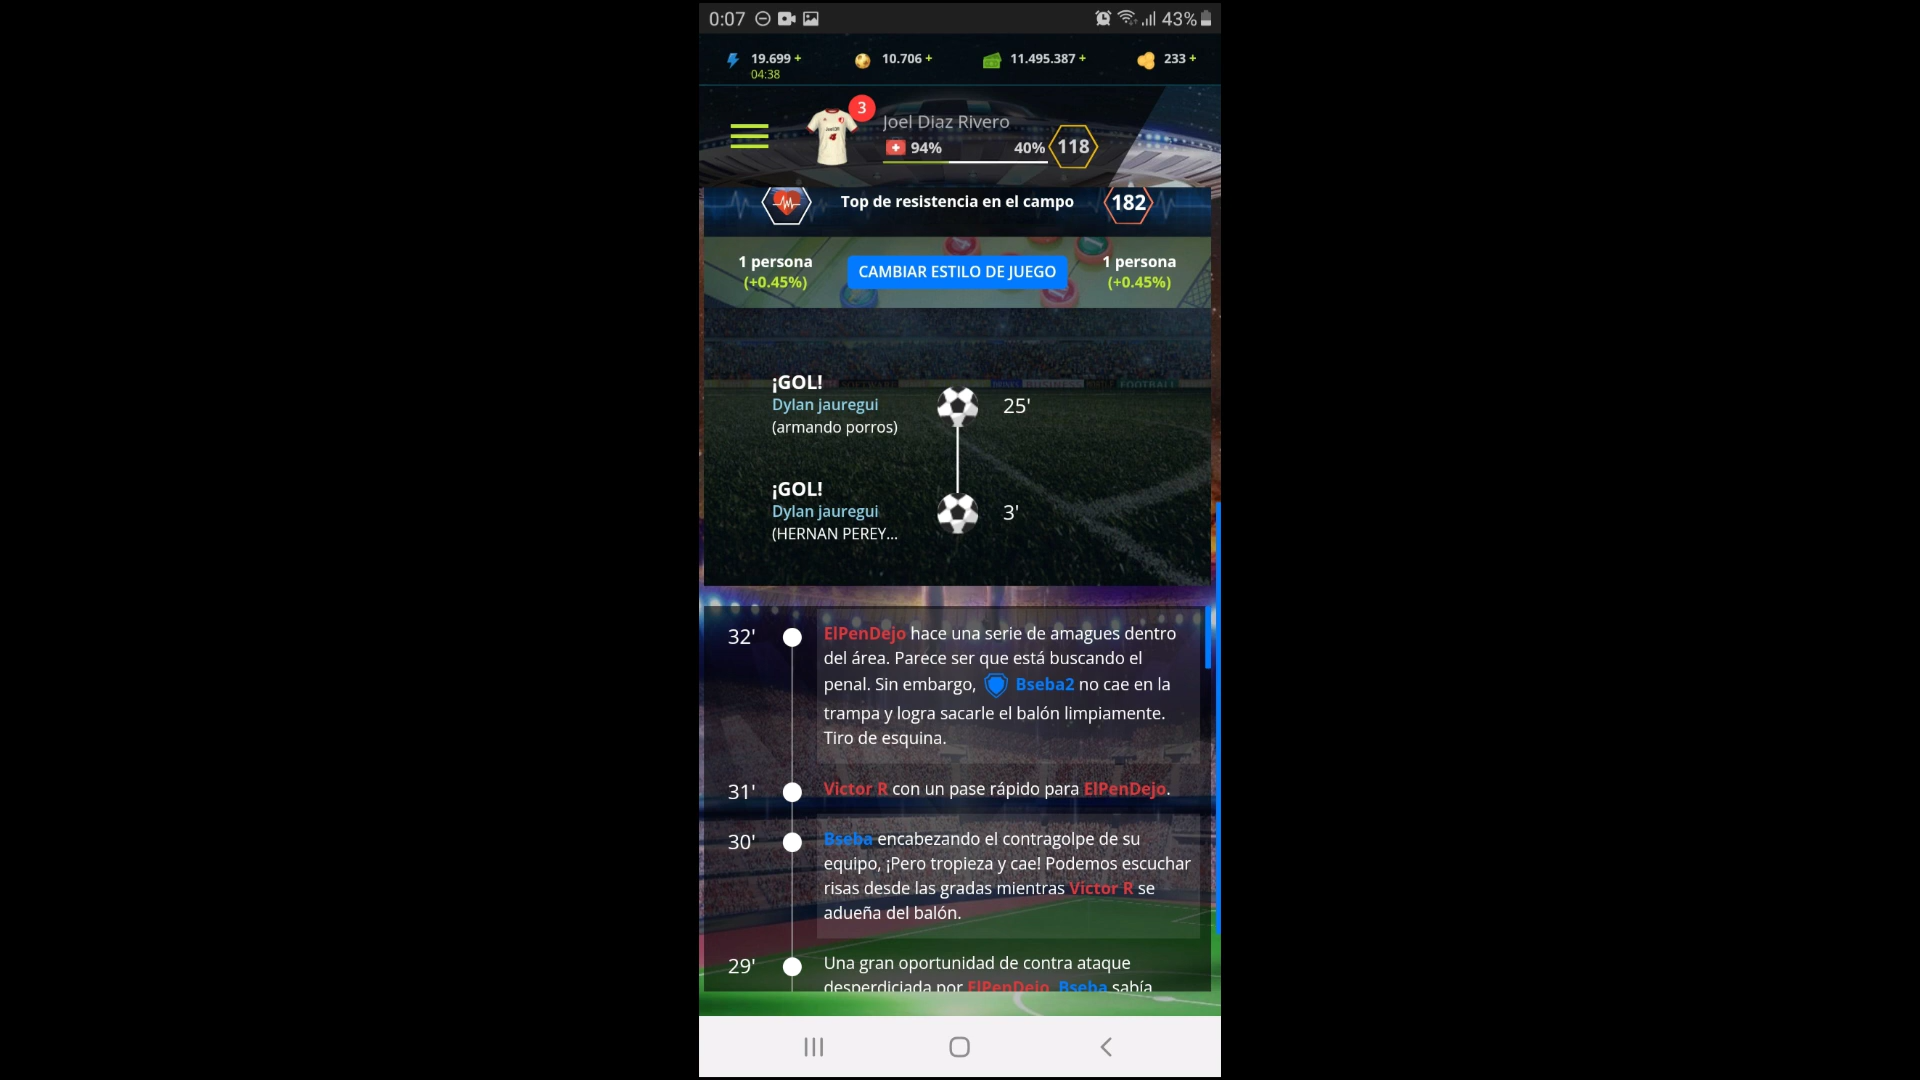 0:07
43%
19.699 +
04:38
10.706 +
11.495.387 +
233 +
3
Joel Diaz Rivero
94%
40%
118
Top de resistencia en el campo
182
1 persona
(+0.45%)
CAMBIAR ESTILO DE JUEGO
1 persona
(+0.45%)
¡GOL!
Dylan jauregui
(armando porros)
25'
¡GOL!
Dylan jauregui
(HERNAN PEREY...
3'
32'
ElPenDejo hace una serie de amagues dentro
del área. Parece ser que está buscando el
penal. Sin embargo, Bseba2 no cae en la
trampa y logra sacarle el balón limpiamente.
Tiro de esquina.
31'
Victor R con un pase rápido para ElPenDejo.
30'
Bseba encabezando el contragolpe de su
equipo, ¡Pero tropieza y cae! Podemos escuchar
risas desde las gradas mientras Victor R se
adueña del balón.
29'
Una gran oportunidad de contra ataque
desperdiciada por ElPenDejo. Bseba sabía